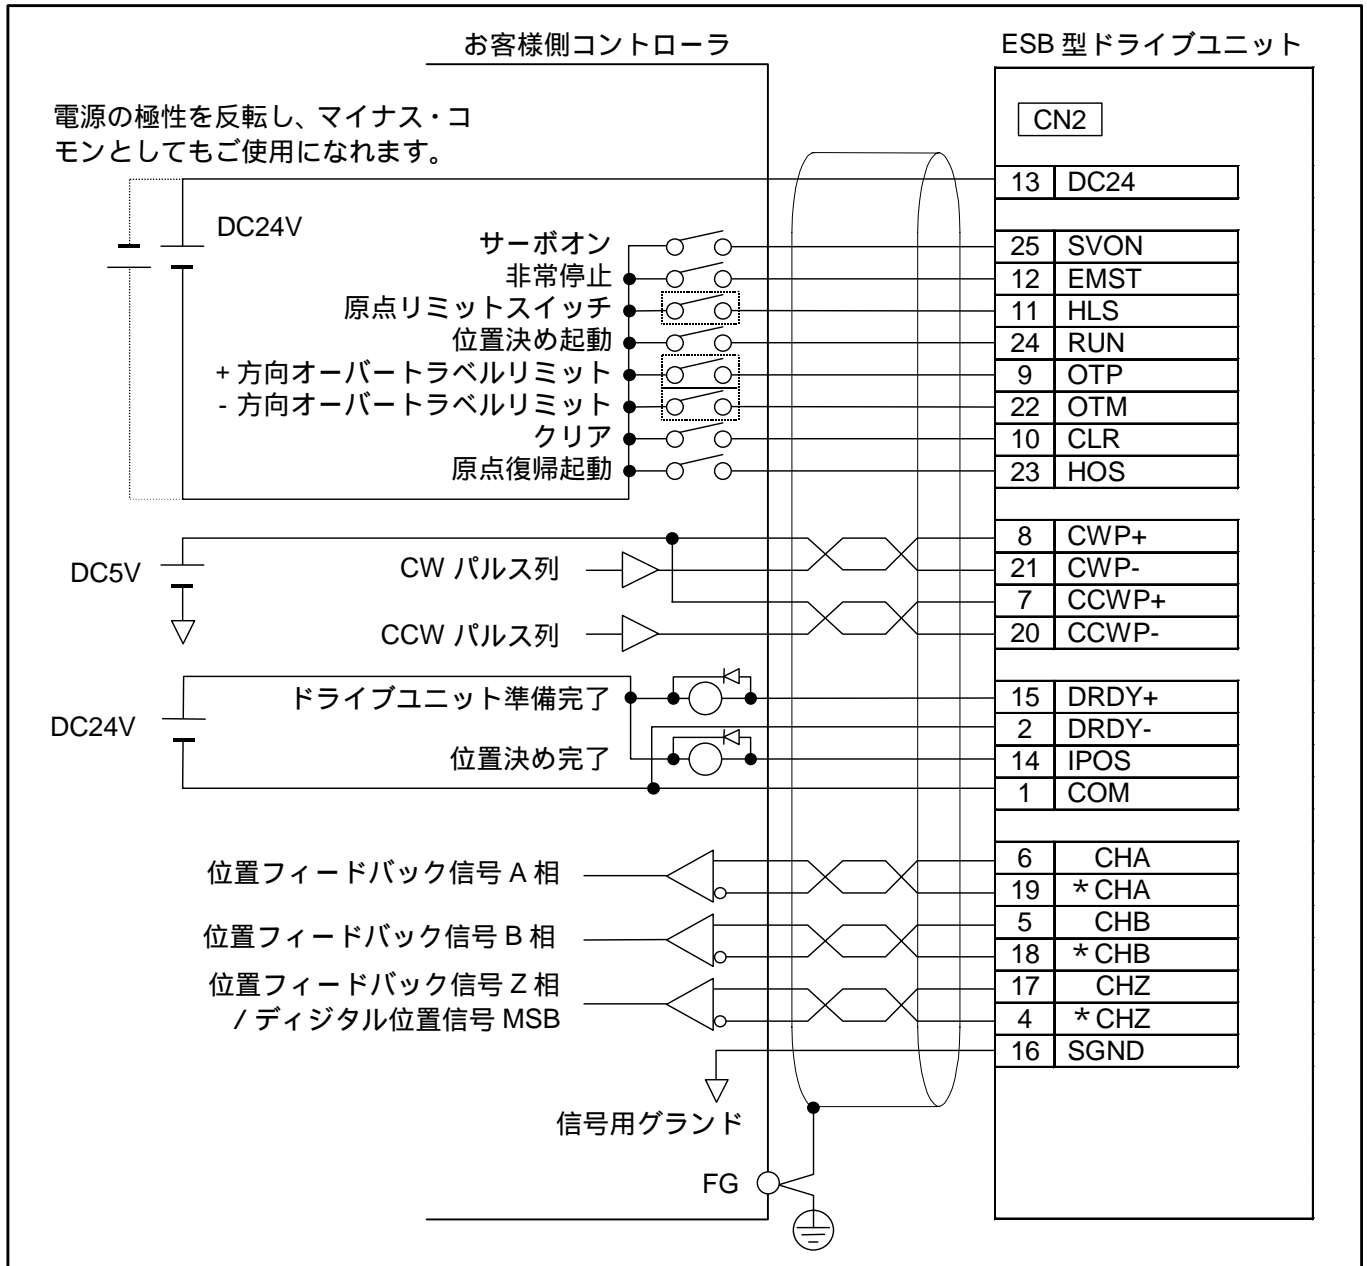 お客様側コントローラ
ESB 型ドライブユニット
電源の極性を反転し、マイナス・コ
モンとしてもご使用になれます。
CN2
13 DC24
DC24V
サーボオン 25 SVON
非常停止 12 EMST
原点リミットスイッチ 11 HLS
位置決め起動 24 RUN
+ 方向オーバートラベルリミット 9 OTP
- 方向オーバートラベルリミット 22 OTM
クリア 10 CLR
原点復帰起動 23 HOS
8 CWP+
DC5V CW パルス列 21 CWP-
7 CCWP+
CCW パルス列 20 CCWP-
ドライブユニット準備完了 15 DRDY+
DC24V 2 DRDY-
位置決め完了 14 IPOS
1 COM
6 CHA
位置フィードバック信号 A 相
19 *CHA
5 CHB
位置フィードバック信号 B 相
18 *CHB
位置フィードバック信号 Z 相 17 CHZ
/ ディジタル位置信号 MSB 4 *CHZ
16 SGND
信号用グランド
FG